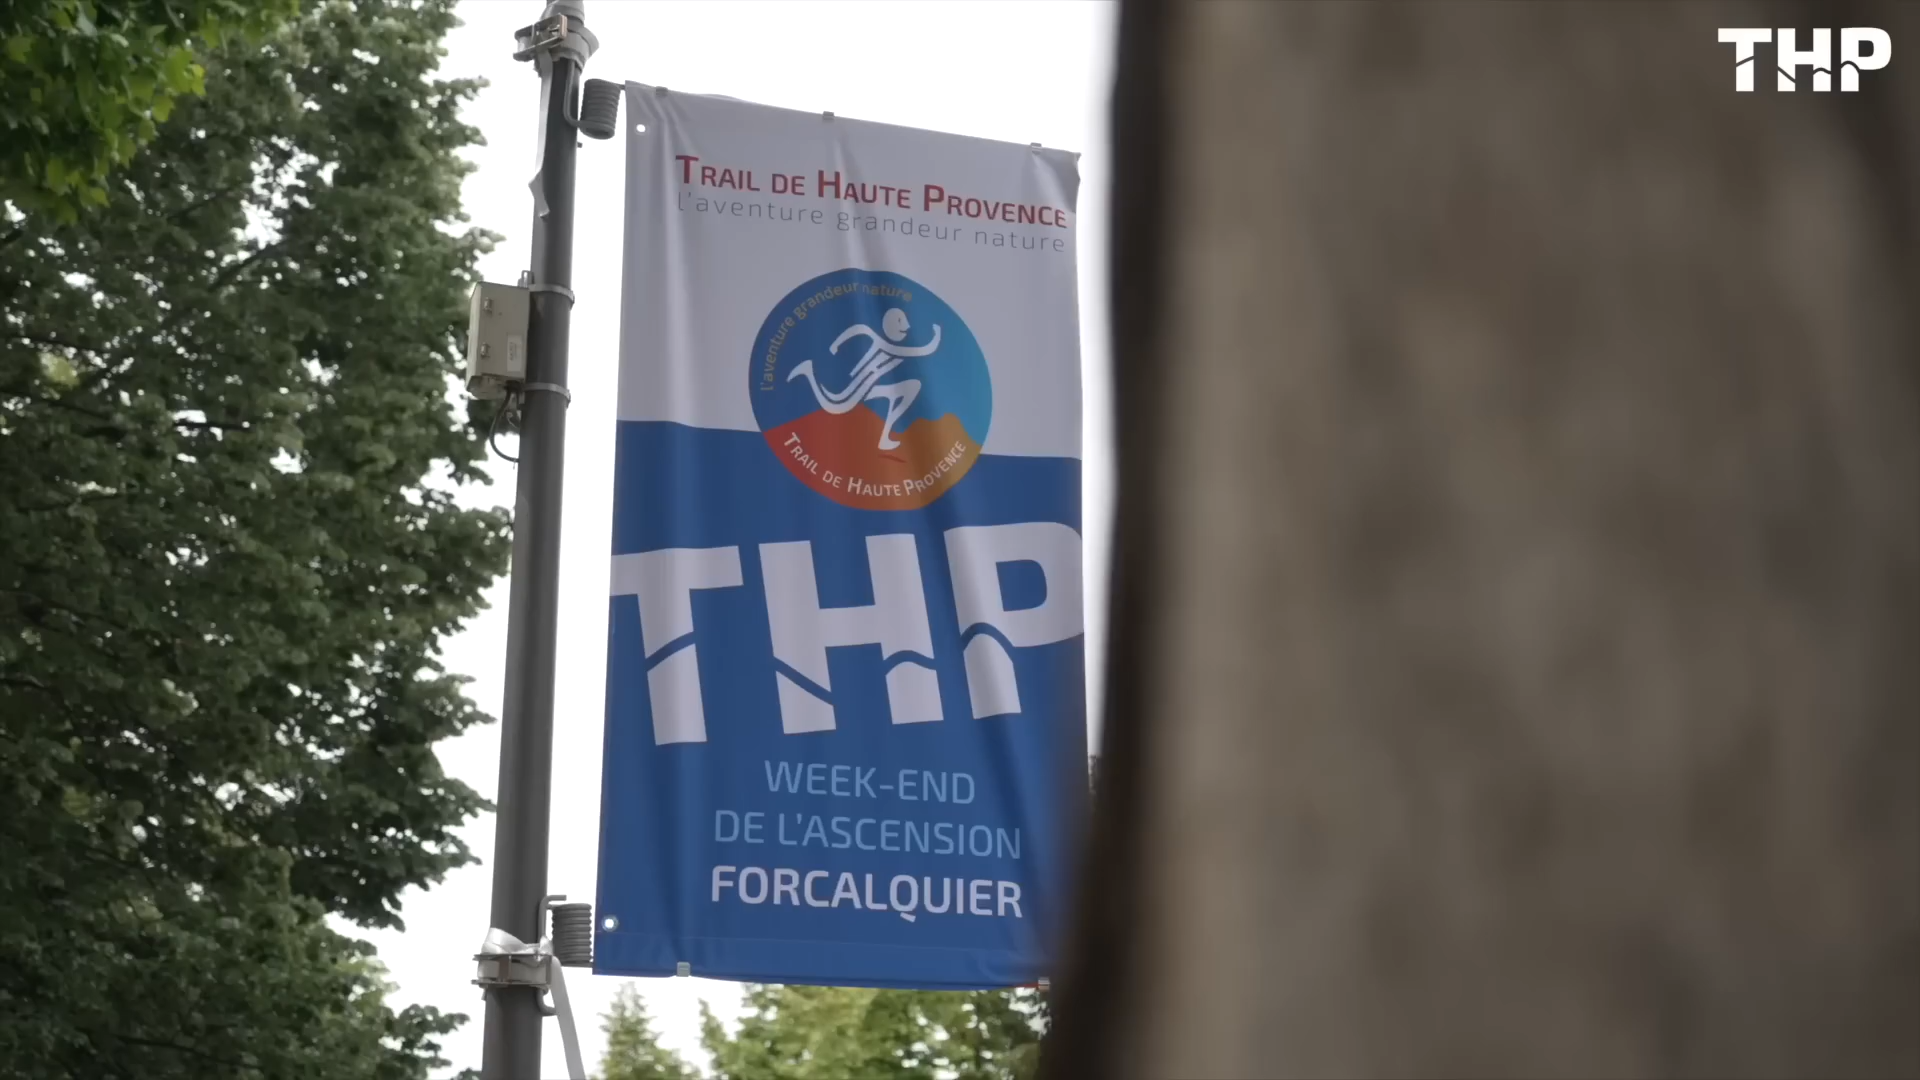 THP
TRAIL DE HAUTE PROVENCE
l'aventure grandeur nature
l'aventure grandeur nature
TRAIL DE HAUTE PROVENCE
THP
WEEK-END
DE L'ASCENSION
FORCALQUIER